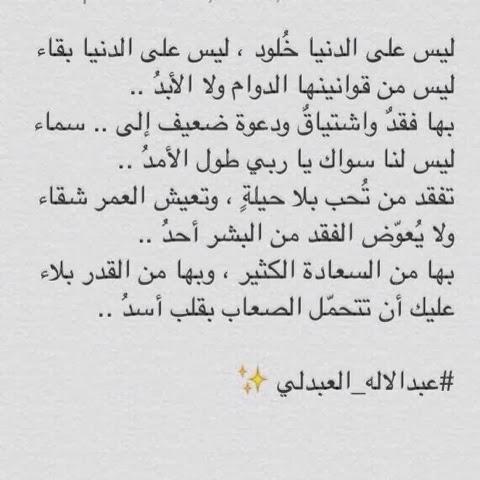 ليس على الدنيا خُلود ، ليس على الدنيا بقاء
ليس من قوانينها الدوام ولا الأبدُ ..
بها فقدٌ واشتياقٌ ودعوة ضعيف إلى .. سماء
ليس لنا سواك يا ربي طول الأمدُ ..
تفقد من تُحب بلا حيلةٍ ، وتعيش العمر شقاء
ولا يُعوّض الفقد من البشر أحدُ ..
بها من السعادة الكثير ، وبها من القدر بلاء
عليك أن تتحمّل الصعاب بقلب أسدُ ..
#عبدالاله_العبدلي ✨